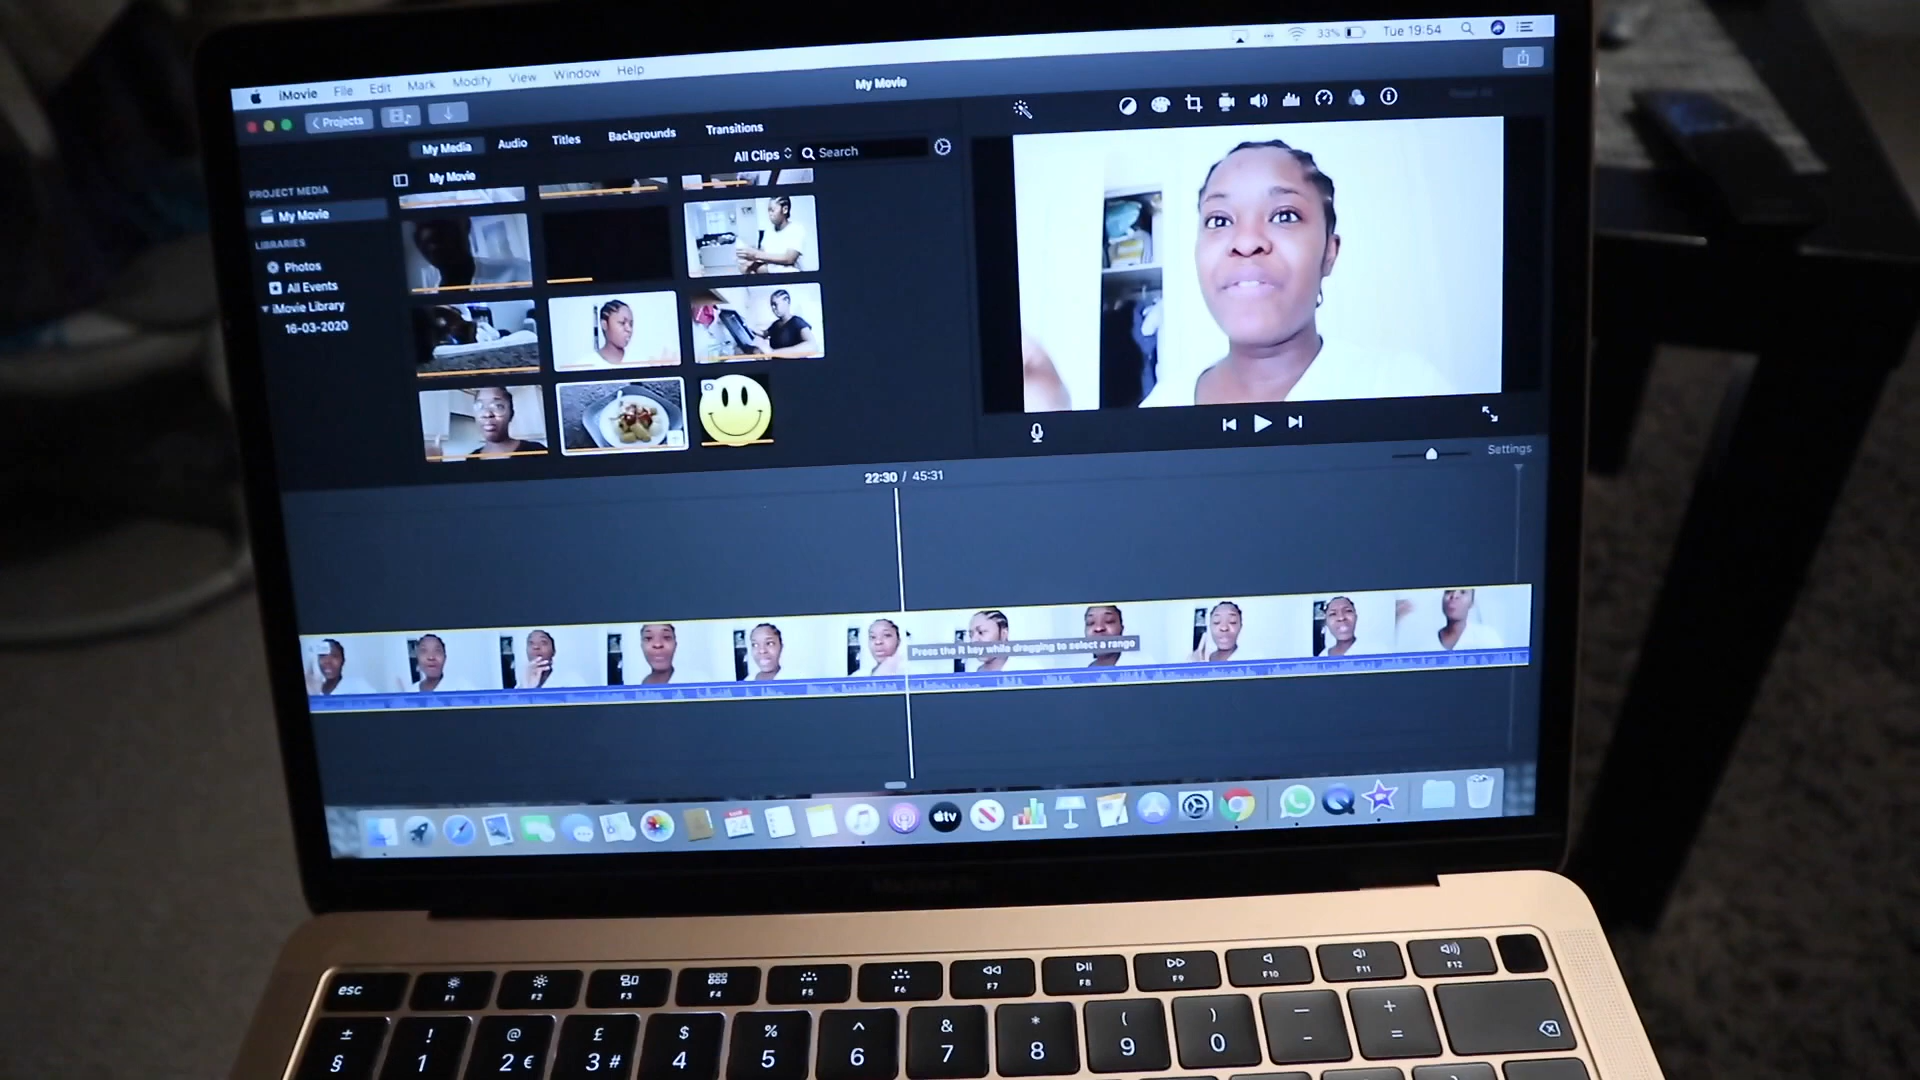 iMovie File Edit Mark Modify View Window Help
33% Tue 19:54
Projects
My Movie
My Media Audio Titles Backgrounds Transitions
All Clips Search
PROJECT MEDIA
My Movie
My Movie
LIBRARIES
Photos
All Events
iMovie Library
16-03-2020
Settings
22:30 / 45:31
Press the R key while dragging to select a range
24
tv
esc F1 F2 F3 F4 F5 F6 F7 F8 F9 F10 F11 F12
± ! @ £ $ % ^ & * ( ) — +
§ 1 2 € 3 # 4 5 6 7 8 9 0 - =